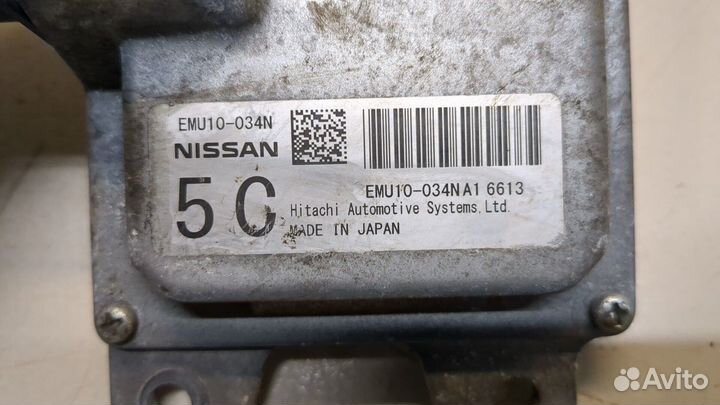 EMU10-034N
NISSAN
5C
EMU10-034NA1 6613
Hitachi Automotive Systems,Ltd.
MADE IN JAPAN
Avito